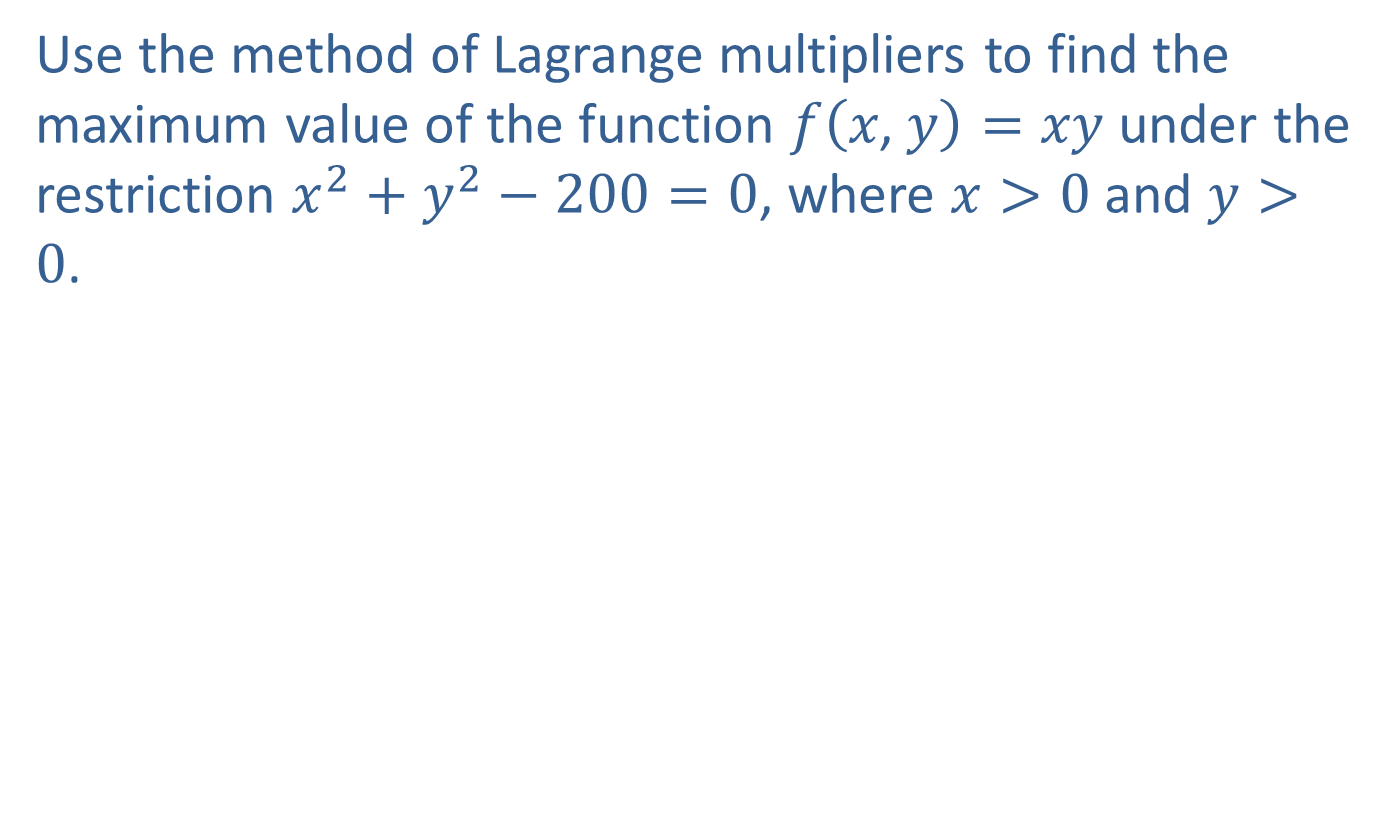 Use the method of Lagrange multipliers to find the
maximum value of the function f(x, y) = xy under the
restriction x² + y² − 200 = 0, where x > 0 and y >
0.